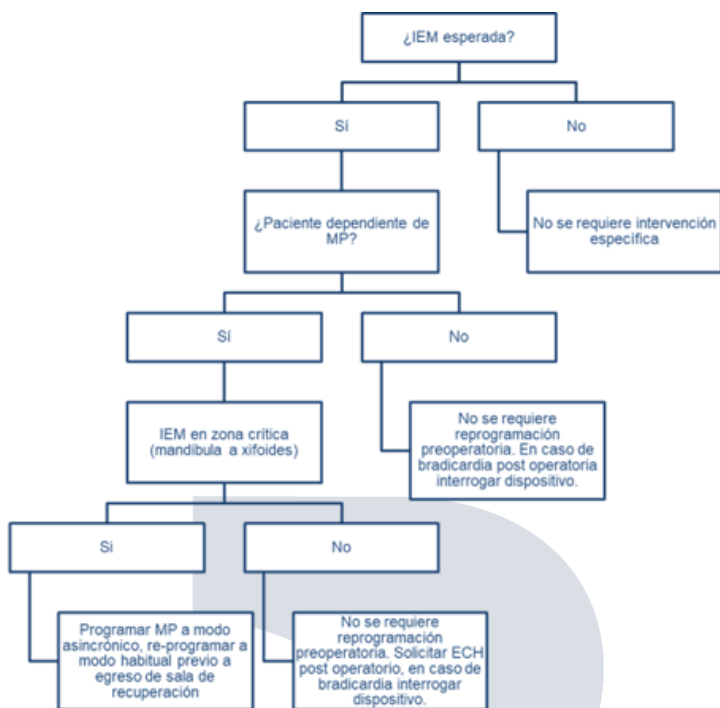 ¿IEM esperada?
Sí
No
¿Paciente dependiente de
MP?
No se requiere intervención
específica
Sí
No
IEM en zona crítica
(mandíbula a xifoides)
No se requiere
reprogramación
preoperatoria. En caso de
bradicardia post operatoria
interrogar dispositivo.
Si
No
Programar MP a modo
asincrónico, re-programar a
modo habitual previo a
egreso de sala de
recuperación
No se requiere
reprogramación
preoperatoria. Solicitar ECH
post operatorio, en caso de
bradicardia interrogar
dispositivo.